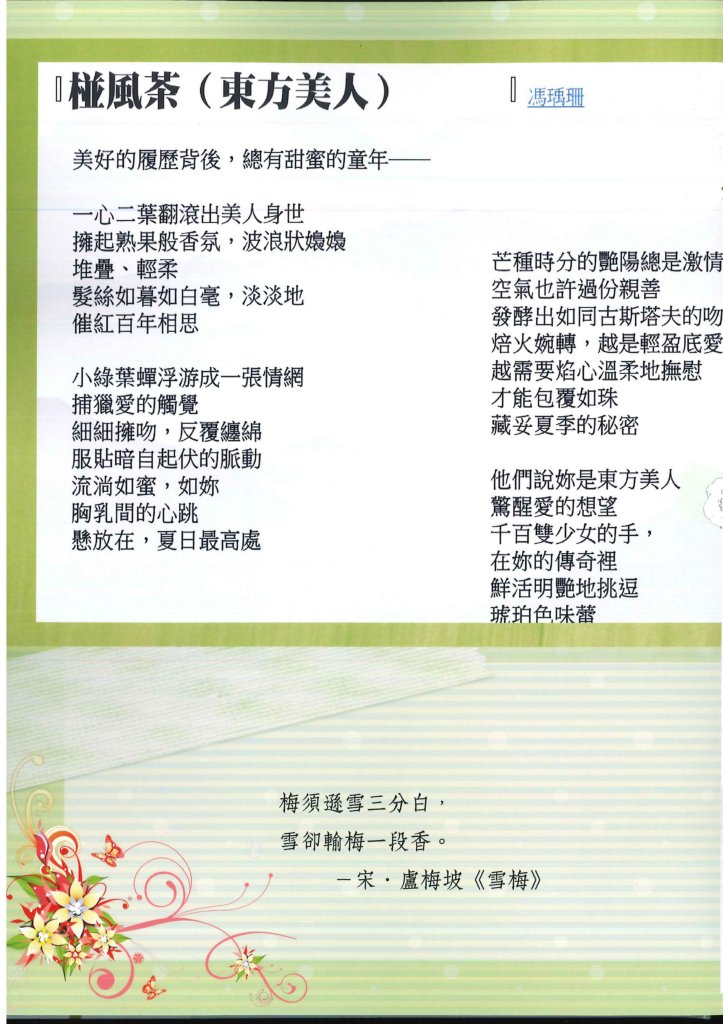 椪風茶（東方美人）
馮瑀珊
美好的履歷背後，總有甜蜜的童年——
一心二葉翻滾出美人身世
擁起熟果般香氛，波浪狀嬝嬝
堆疊、輕柔
髮絲如暮如白毫，淡淡地
催紅百年相思
小綠葉蟬浮游成一張情網
捕獵愛的觸覺
細細擁吻，反覆纏綿
服貼暗自起伏的脈動
流淌如蜜，如妳
胸乳間的心跳
懸放在，夏日最高處
芒種時分的艷陽總是激情
空氣也許過份親善
發酵出如同古斯塔夫的吻
焙火婉轉，越是輕盈底愛
越需要焰心溫柔地撫慰
才能包覆如珠
藏妥夏季的秘密
他們說妳是東方美人
驚醒愛的想望
千百雙少女的手，
在妳的傳奇裡
鮮活明艷地挑逗
琥珀色味蕾
梅須遜雪三分白，
雪卻輸梅一段香。
－宋．盧梅坡《雪梅》